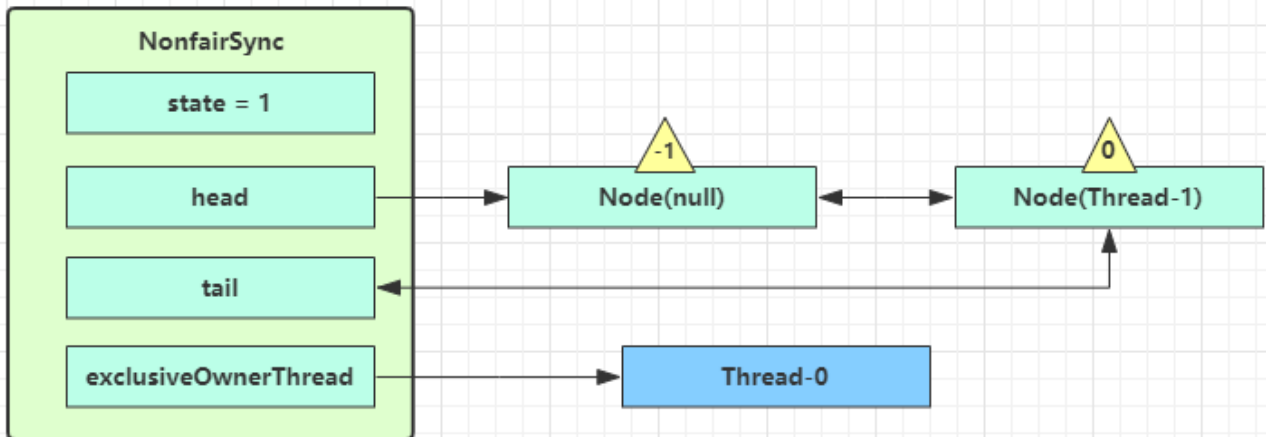 NonfairSync
state = 1
-1
0
head
Node(null)
Node(Thread-1)
tail
exclusiveOwnerThread
Thread-0